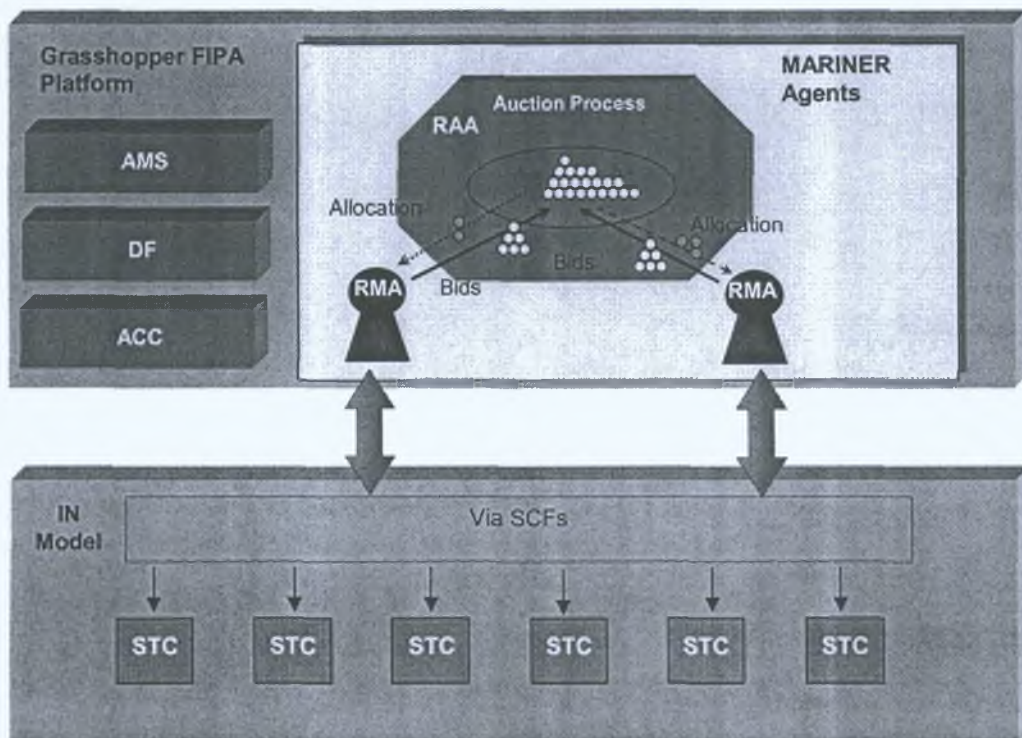 Grasshopper FIPA
Platform
AMS
DF
ACC
MARINER
Agents
Auction Process
RAA
Allocation
Allocation
Bids
Bids
RMA
RMA
IN
Model
Via SCFs
STC
STC
STC
STC
STC
STC